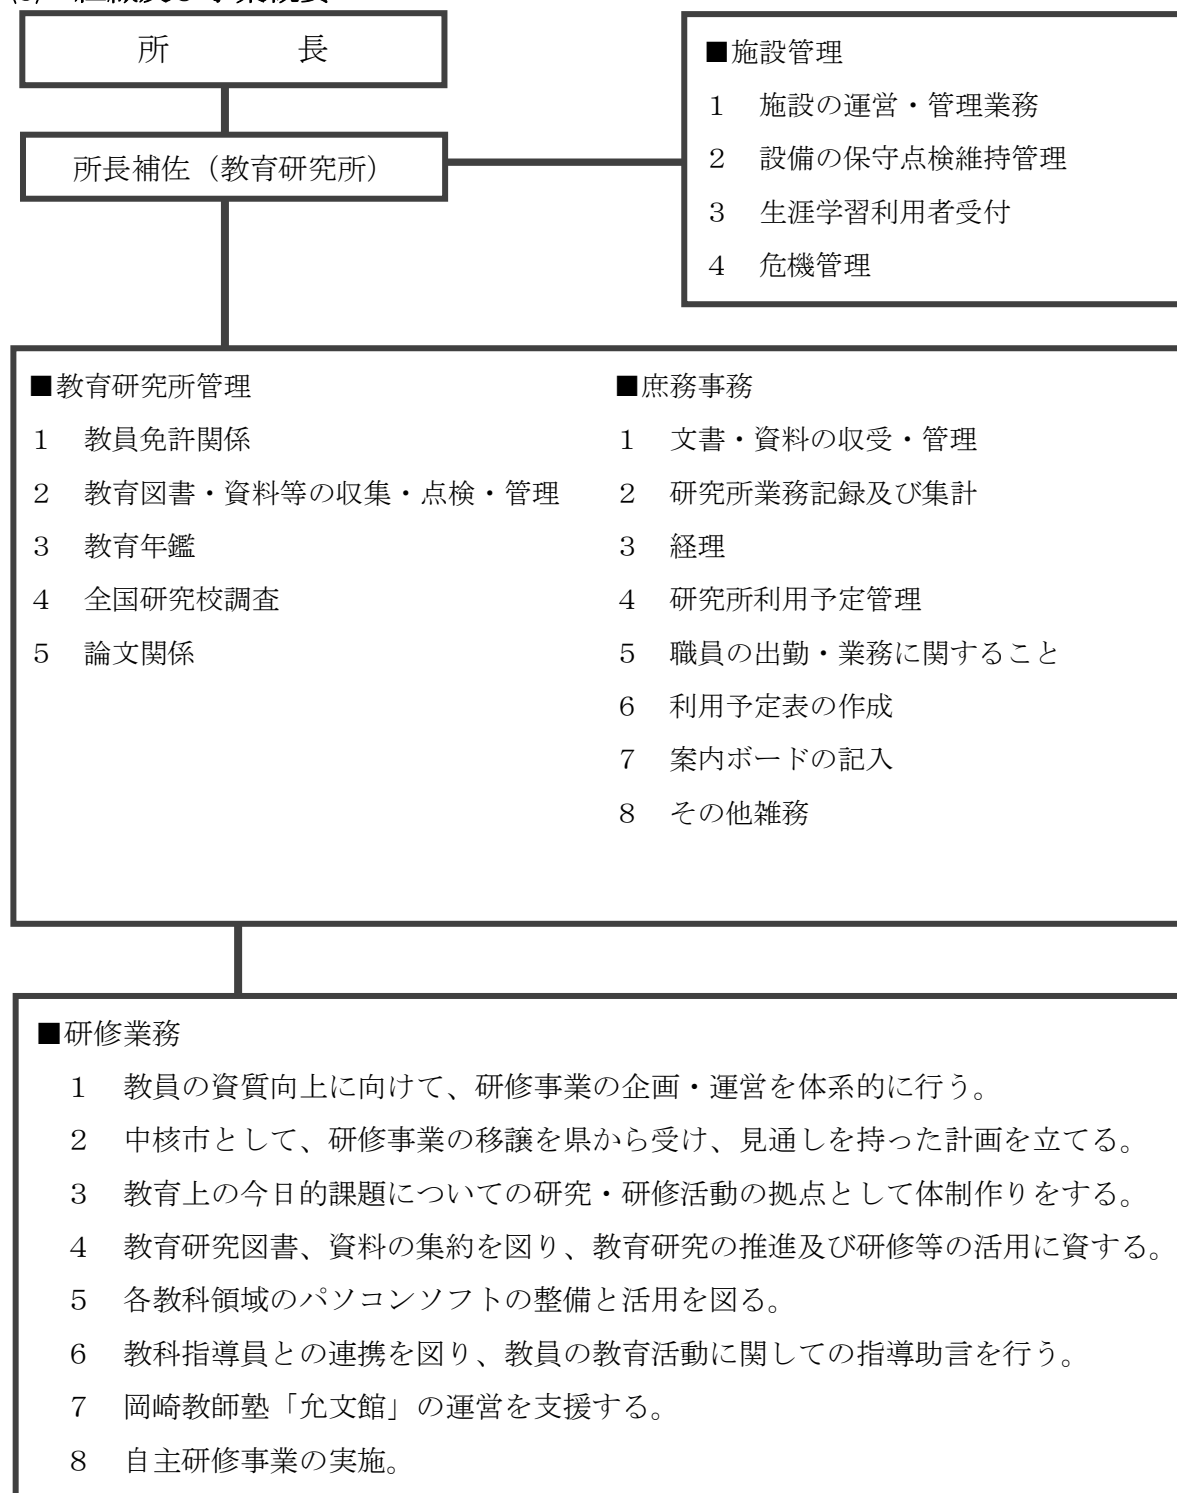 所　　　長
所長補佐（教育研究所）
■施設管理
１　施設の運営・管理業務
２　設備の保守点検維持管理
３　生涯学習利用者受付
４　危機管理
■教育研究所管理
１　教員免許関係
２　教育図書・資料等の収集・点検・管理
３　教育年鑑
４　全国研究校調査
５　論文関係
■庶務事務
１　文書・資料の収受・管理
２　研究所業務記録及び集計
３　経理
４　研究所利用予定管理
５　職員の出勤・業務に関すること
６　利用予定表の作成
７　案内ボードの記入
８　その他雑務
■研修業務
１　教員の資質向上に向けて、研修事業の企画・運営を体系的に行う。
２　中核市として、研修事業の移譲を県から受け、見通しを持った計画を立てる。
３　教育上の今日的課題についての研究・研修活動の拠点として体制作りをする。
４　教育研究図書、資料の集約を図り、教育研究の推進及び研修等の活用に資する。
５　各教科領域のパソコンソフトの整備と活用を図る。
６　教科指導員との連携を図り、教員の教育活動に関しての指導助言を行う。
７　岡崎教師塾「允文館」の運営を支援する。
８　自主研修事業の実施。